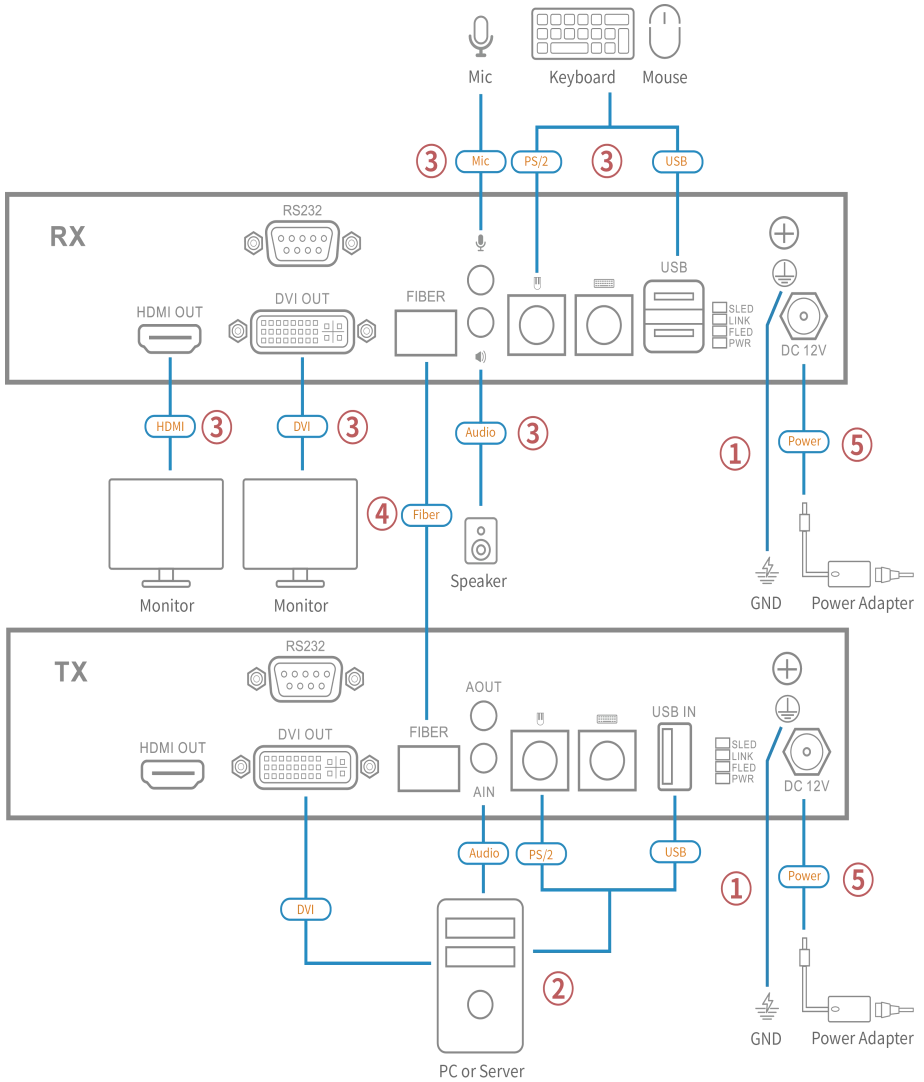 Mic
Keyboard
Mouse
3
Mic
PS/2
3
USB
RX
RS232
HDMI OUT
DVI OUT
FIBER
USB
SLED
LINK
FLED
PWR
DC 12V
HDMI
3
DVI
3
Audio
3
1
Power
5
4
Fiber
Monitor
Monitor
Speaker
GND
Power Adapter
TX
RS232
HDMI OUT
DVI OUT
FIBER
AOUT
AIN
USB IN
SLED
LINK
FLED
PWR
DC 12V
Audio
PS/2
USB
DVI
1
Power
5
2
GND
Power Adapter
PC or Server